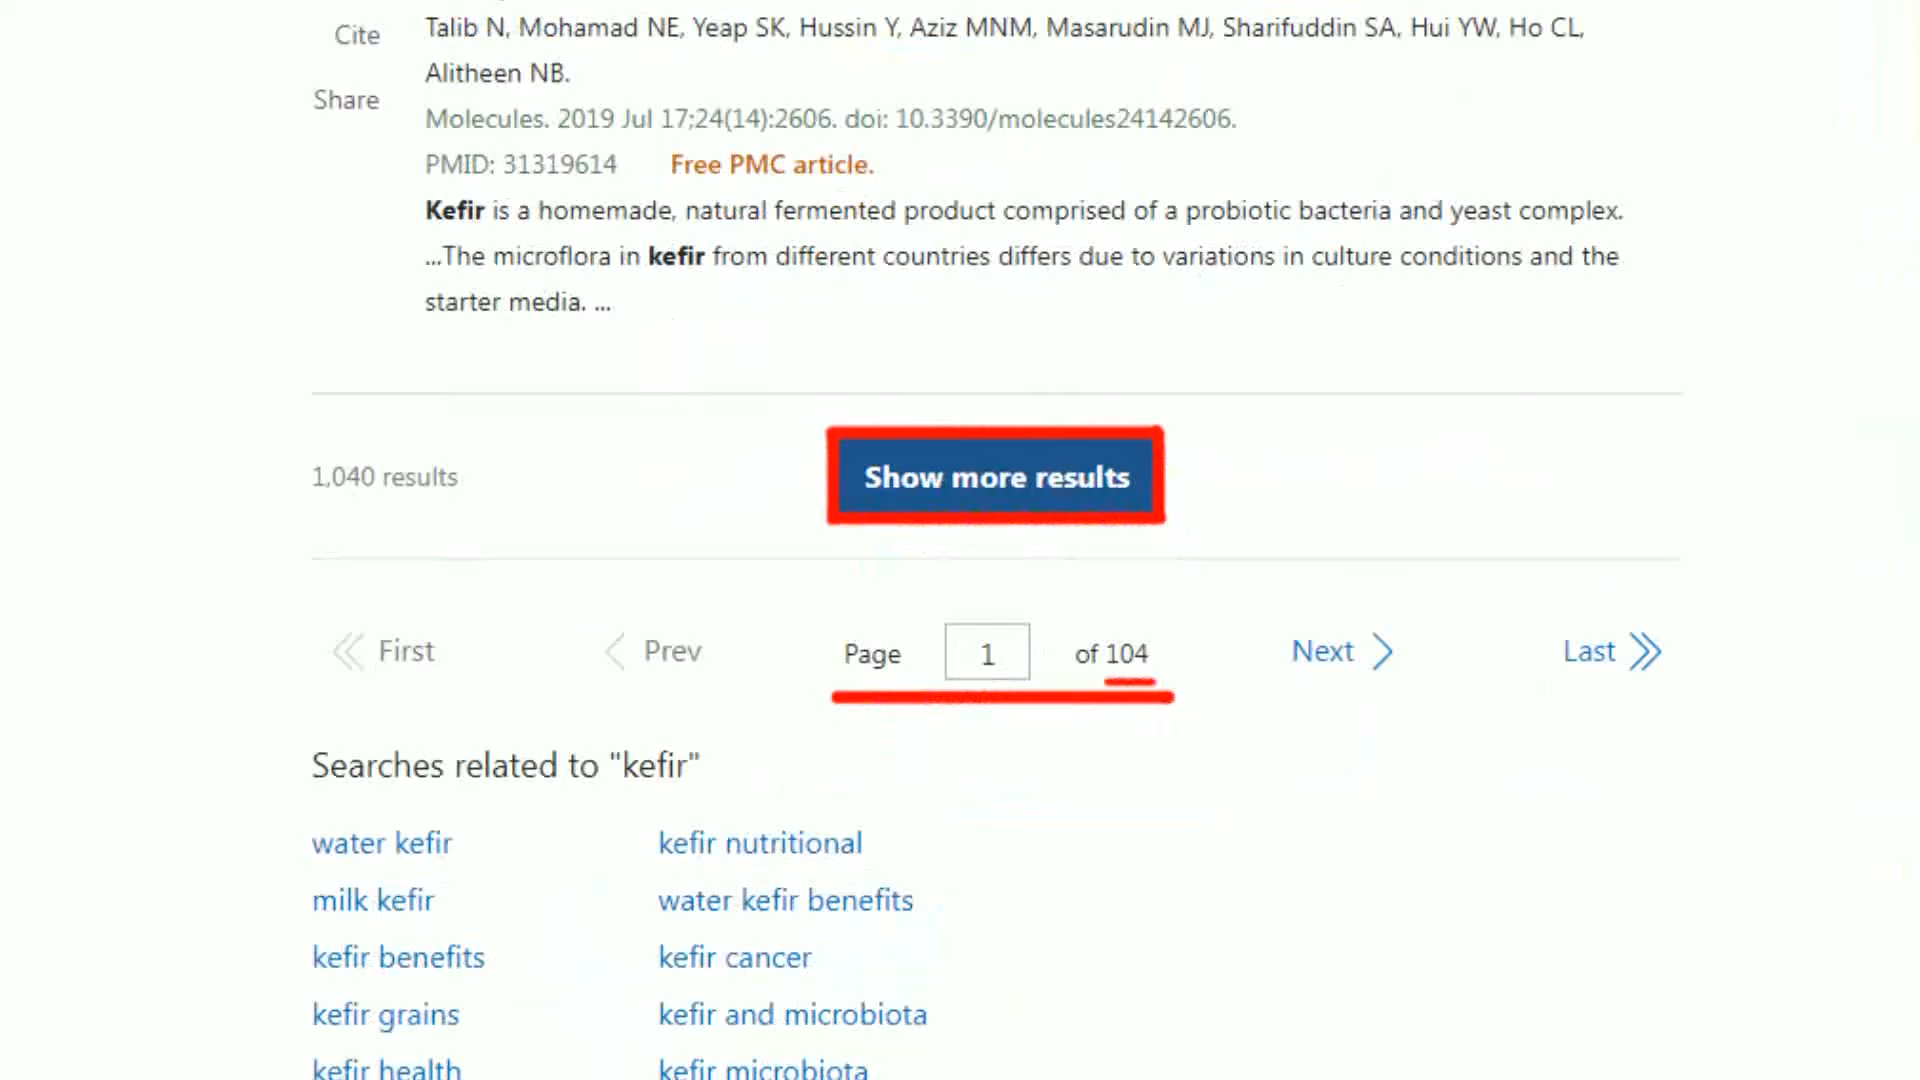 Cite
Talib N, Mohamad NE, Yeap SK, Hussin Y, Aziz MNM, Masarudin MJ, Sharifuddin SA, Hui YW, Ho CL,
Alitheen NB.
Share
Molecules. 2019 Jul 17;24(14):2606. doi: 10.3390/molecules24142606.
PMID: 31319614 Free PMC article.
Kefir is a homemade, natural fermented product comprised of a probiotic bacteria and yeast complex.
...The microflora in kefir from different countries differs due to variations in culture conditions and the
starter media. ...
1,040 results
Show more results
First Prev Page 1 of 104 Next Last
Searches related to "kefir"
water kefir kefir nutritional
milk kefir water kefir benefits
kefir benefits kefir cancer
kefir grains kefir and microbiota
kefir health kefir microbiota